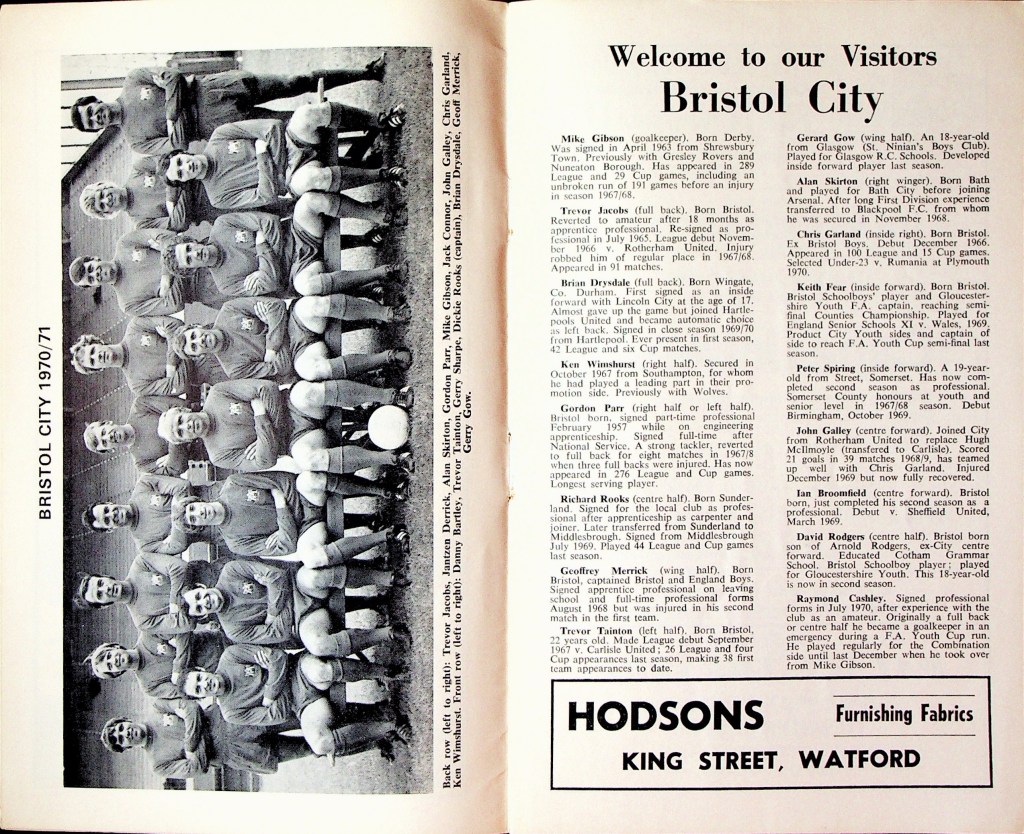 BRISTOL CITY 1970/71
Back row (left to right): Trevor Jacobs, Jantzen Derrick, Alan Skirton, Gordon Parr, Mike Gibson, Jack Connor, John Galley, Chris Garland,
Ken Wimshurst. Front row (left to right): Danny Bartley, Trevor Tainton, Gerry Sharpe, Dickie Rooks (captain), Brian Drysdale, Geoff Merrick,
Gerry Gow.
Welcome to our Visitors
Bristol City
Mike Gibson (goalkeeper). Born Derby.
Was signed in April 1963 from Shrewsbury
Town. Previously with Gresley Rovers and
Nuneaton Borough. Has appeared in 289
League and 29 Cup games, including an
unbroken run of 191 games before an injury
in season 1967/68.
Trevor Jacobs (full back). Born Bristol.
Reverted to amateur after 18 months as
apprentice professional. Re-signed as pro-
fessional in July 1965. League debut Novem-
ber 1966 v. Rotherham United. Injury
robbed him of regular place in 1967/68.
Appeared in 91 matches.
Brian Drysdale (full back). Born Wingate,
Co. Durham. First signed as an inside
forward with Lincoln City at the age of 17.
Almost gave up the game but joined Hartle-
pools United and became automatic choice
as left back. Signed in close season 1969/70
from Hartlepool. Ever present in first season,
42 League and six Cup matches.
Ken Wimshurst (right half). Secured in
October 1967 from Southampton, for whom
he had played a leading part in their pro-
motion side. Previously with Wolves.
Gordon Parr (right half or left half).
Bristol born, signed part-time professional
February 1957 while on engineering
apprenticeship. Signed full-time after
National Service. A strong tackler, reverted
to full back for eight matches in 1967/8
when three full backs were injured. Has now
appeared in 276 League and Cup games.
Longest serving player.
Richard Rooks (centre half). Born Sunder-
land. Signed for the local club as profes-
sional after apprenticeship as carpenter and
joiner. Later transferred from Sunderland to
Middlesbrough. Signed from Middlesbrough
July 1969. Played 44 League and Cup games
last season.
Geoffrey Merrick (wing half). Born
Bristol, captained Bristol and England Boys.
Signed apprentice professional on leaving
school and full-time professional forms
August 1968 but was injured in his second
match in the first team.
Trevor Tainton (left half). Born Bristol,
22 years old. Made League debut September
1967 v. Carlisle United; 26 League and four
Cup appearances last season, making 38 first
team appearances to date.
Gerard Gow (wing half). An 18-year-old
from Glasgow (St. Ninian's Boys Club).
Played for Glasgow R.C. Schools. Developed
inside forward player last season.
Alan Skirton (right winger). Born Bath
and played for Bath City before joining
Arsenal. After long First Division experience
transferred to Blackpool F.C. from whom
he was secured in November 1968.
Chris Garland (inside right). Born Bristol.
Ex Bristol Boys. Debut December 1966.
Appeared in 100 League and 15 Cup games.
Selected Under-23 v. Rumania at Plymouth
1970.
Keith Fear (inside forward). Born Bristol.
Bristol Schoolboys' player and Gloucester-
shire Youth F.A. captain, reaching semi-
final Counties Championship. Played for
England Senior Schools XI v. Wales, 1969.
Product City Youth sides and captain of
side to reach F.A. Youth Cup semi-final last
season.
Peter Spiring (inside forward). A 19-year-
old from Street, Somerset. Has now com-
pleted second season as professional.
Somerset County honours at youth and
senior level in 1967/68 season. Debut
Birmingham, October 1969.
John Galley (centre forward). Joined City
from Rotherham United to replace Hugh
McIlmoyle (transferred to Carlisle). Scored
21 goals in 39 matches 1968/9, has teamed
up well with Chris Garland. Injured
December 1969 but now fully recovered.
Ian Broomfield (centre forward). Bristol
born, just completed his second season as a
professional. Debut v. Sheffield United,
March 1969.
David Rodgers (centre half). Bristol born
son of Arnold Rodgers, ex-City centre
forward. Educated Cotham Grammar
School. Bristol Schoolboy player; played
for Gloucestershire Youth. This 18-year-old
is now in second season.
Raymond Cashley. Signed professional
forms in July 1970, after experience with the
club as an amateur. Originally a full back
or centre half he became a goalkeeper in an
emergency during a F.A. Youth Cup run.
He played regularly for the Combination
side until last December when he took over
from Mike Gibson.
HODSONS
Furnishing Fabrics
KING STREET, WATFORD